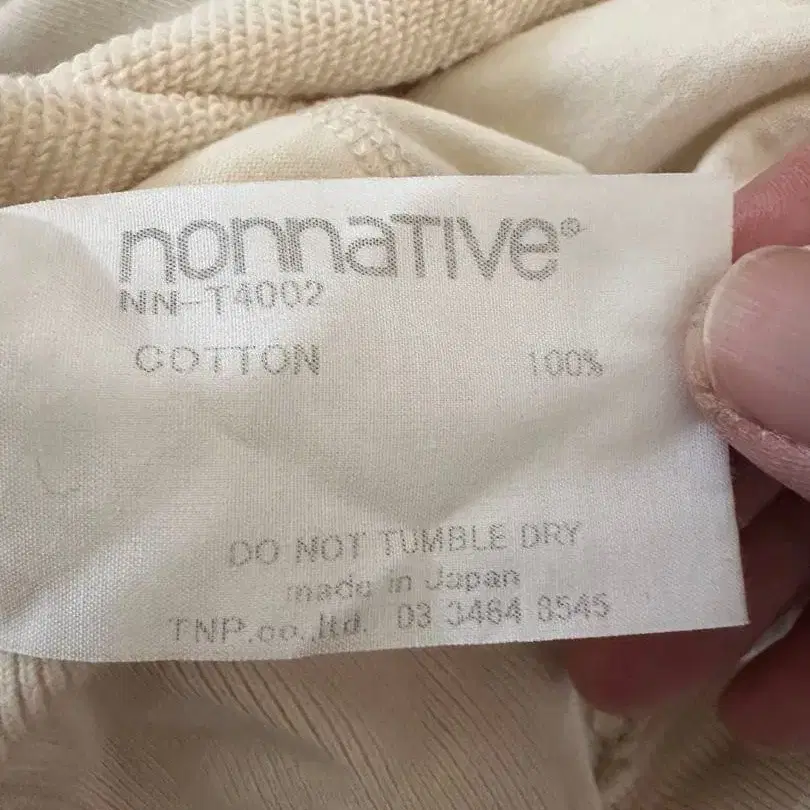 nonnaTIVe®
NN-T4002
COTTON 100%
DO NOT TUMBLE DRY
made in Japan
TNP.co.,ltd. 03 3464 8545